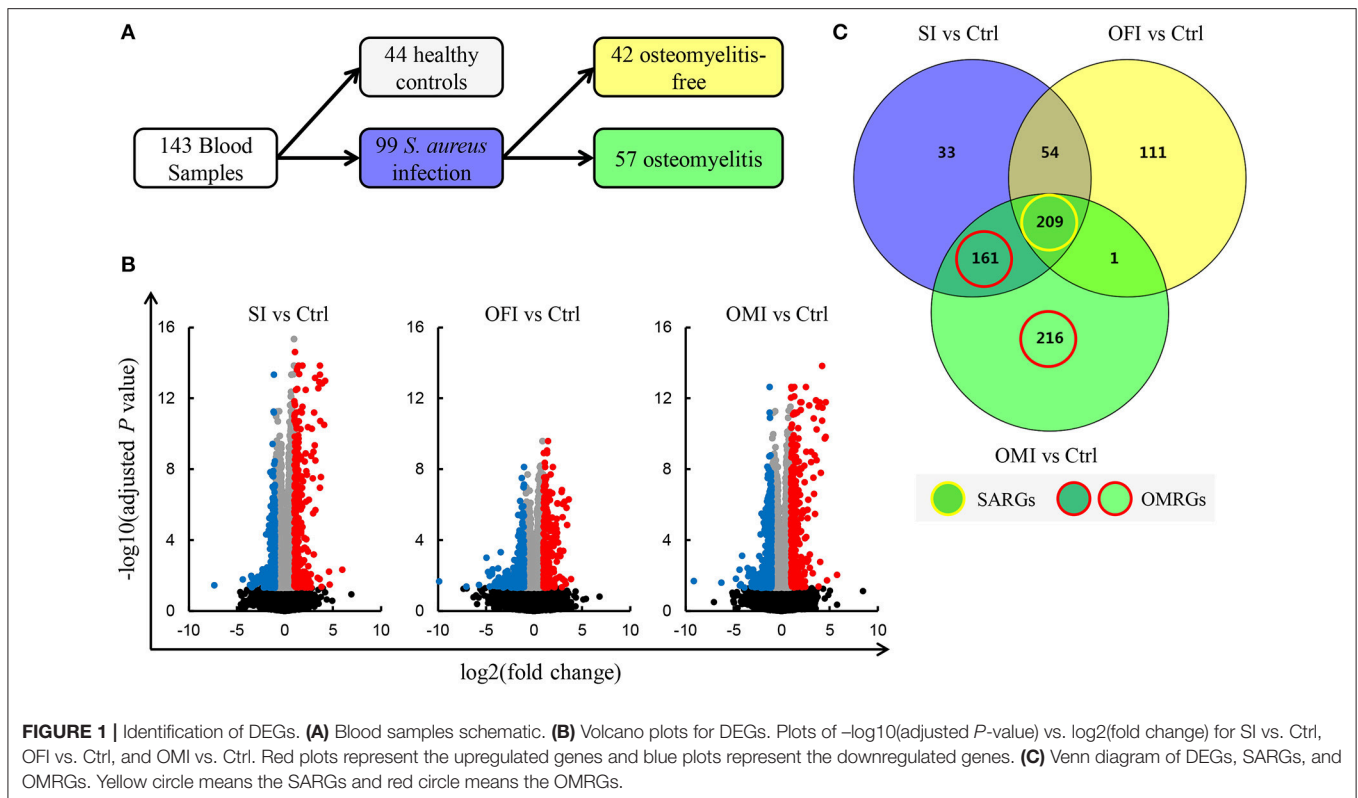 A
44 healthy
controls
42 osteomyelitis-
free
143 Blood
Samples
99 S. aureus
infection
57 osteomyelitis
B
SI vs Ctrl
OFI vs Ctrl
OMI vs Ctrl
-log10(adjusted P value)
16
12
8
4
0
-10 -5 0 5 10
16
12
8
4
0
-10 -5 0 5 10
16
12
8
4
0
-10 -5 0 5 10
log2(fold change)
C
SI vs Ctrl
OFI vs Ctrl
33
54
111
209
161
1
216
OMI vs Ctrl
SARGs
OMRGs
FIGURE 1 | Identification of DEGs. (A) Blood samples schematic. (B) Volcano plots for DEGs. Plots of –log10(adjusted P-value) vs. log2(fold change) for SI vs. Ctrl,
OFI vs. Ctrl, and OMI vs. Ctrl. Red plots represent the upregulated genes and blue plots represent the downregulated genes. (C) Venn diagram of DEGs, SARGs, and
OMRGs. Yellow circle means the SARGs and red circle means the OMRGs.